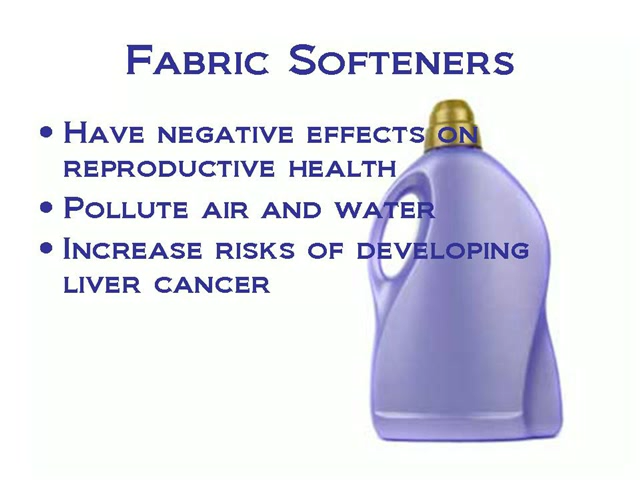 Fabric Softeners
• Have negative effects on
reproductive health
• Pollute air and water
• Increase risks of developing
liver cancer